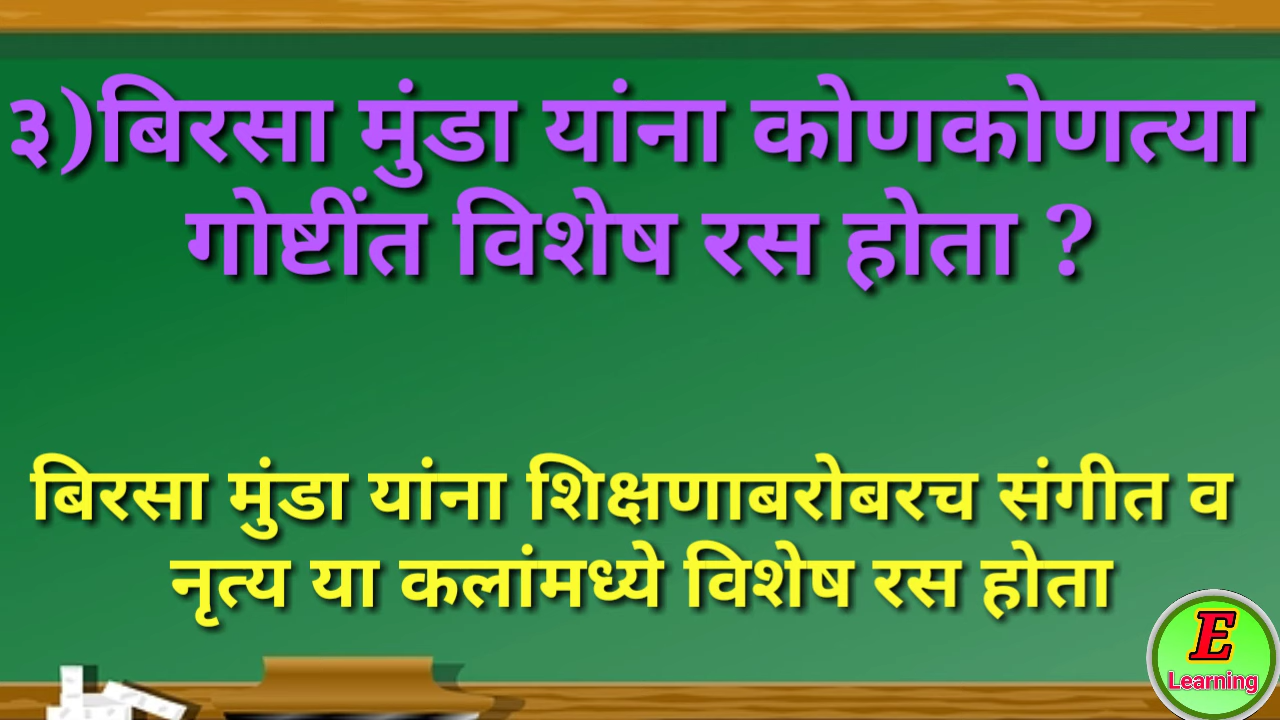 ३)बिरसा मुंडा यांना कोणकोणत्या
गोष्टींत विशेष रस होता ?
बिरसा मुंडा यांना शिक्षणाबरोबरच संगीत व
नृत्य या कलांमध्ये विशेष रस होता
E
Learning